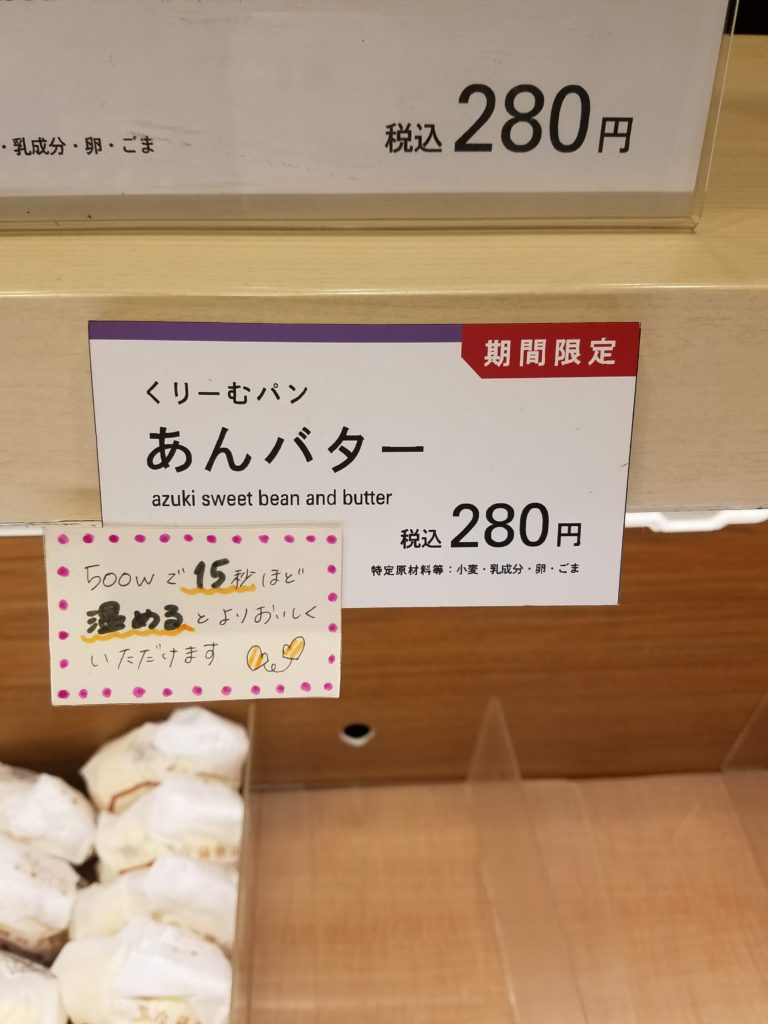 ・乳成分・卵・ごま
税込280円
期間限定
くりーむパン
あんバター
azuki sweet bean and butter
税込280円
特定原材料等：小麦・乳成分・卵・ごま
500Wで15秒ほど
温めるとよりおいしく
いただけます